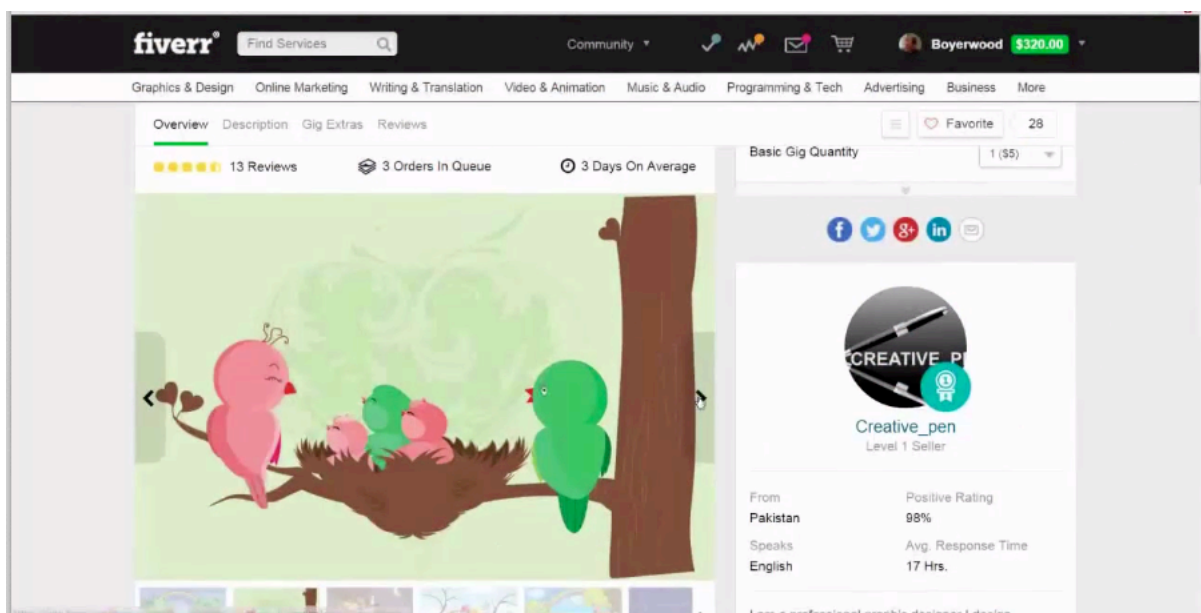 fiverr®
Find Services
Community
Boyerwood $320.00
Graphics & Design Online Marketing Writing & Translation Video & Animation Music & Audio Programming & Tech Advertising Business More
Overview Description Gig Extras Reviews
Favorite 28
13 Reviews 3 Orders In Queue 3 Days On Average
Basic Gig Quantity 1 ($5)
CREATIVE
Creative_pen
Level 1 Seller
From Positive Rating
Pakistan 98%
Speaks Avg. Response Time
English 17 Hrs.